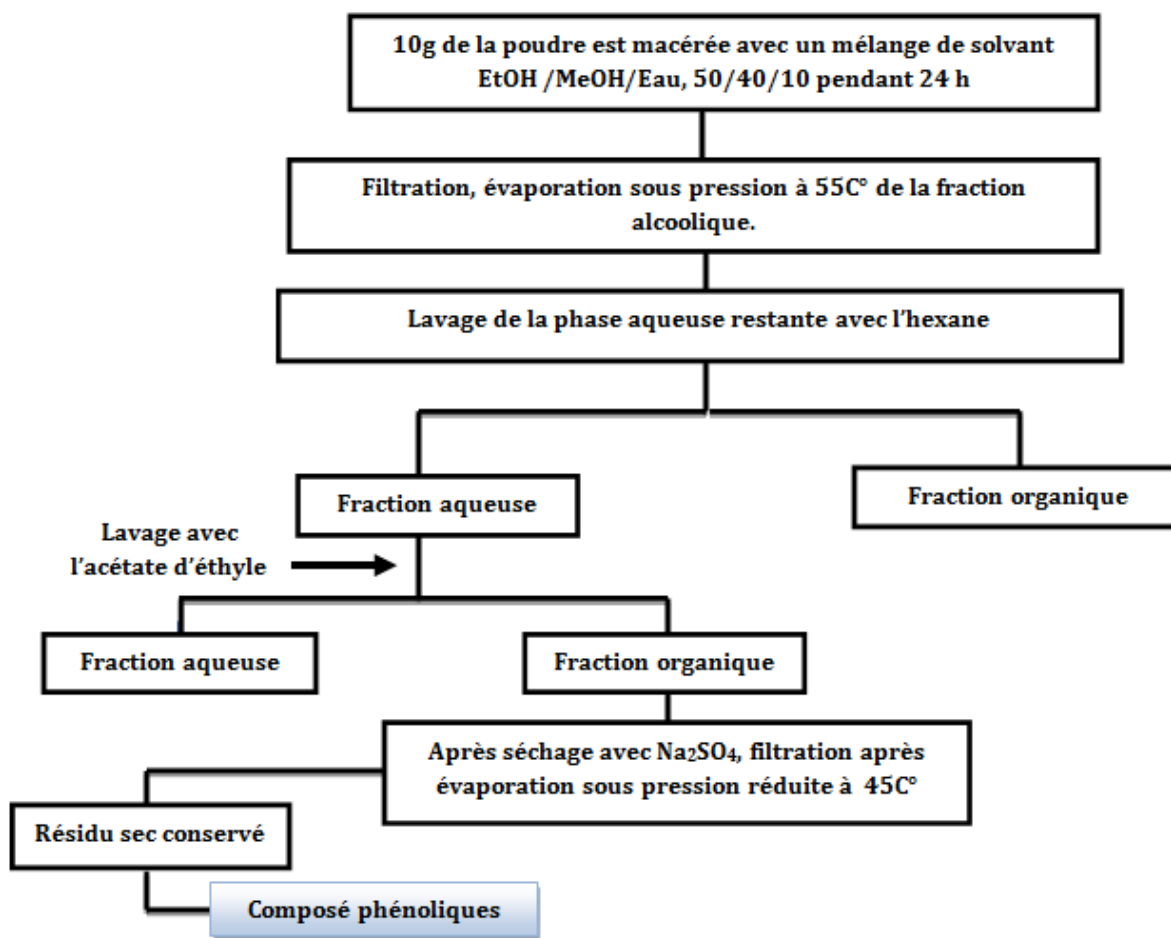 10g de la poudre est macérée avec un mélange de solvant
EtOH /MeOH/Eau, 50/40/10 pendant 24 h
Filtration, évaporation sous pression à 55C° de la fraction
alcoolique.
Lavage de la phase aqueuse restante avec l’hexane
Fraction aqueuse
Fraction organique
Lavage avec
l’acétate d’éthyle
Fraction aqueuse
Fraction organique
Après séchage avec Na₂SO₄, filtration après
évaporation sous pression réduite à 45C°
Résidu sec conservé
Composé phénoliques